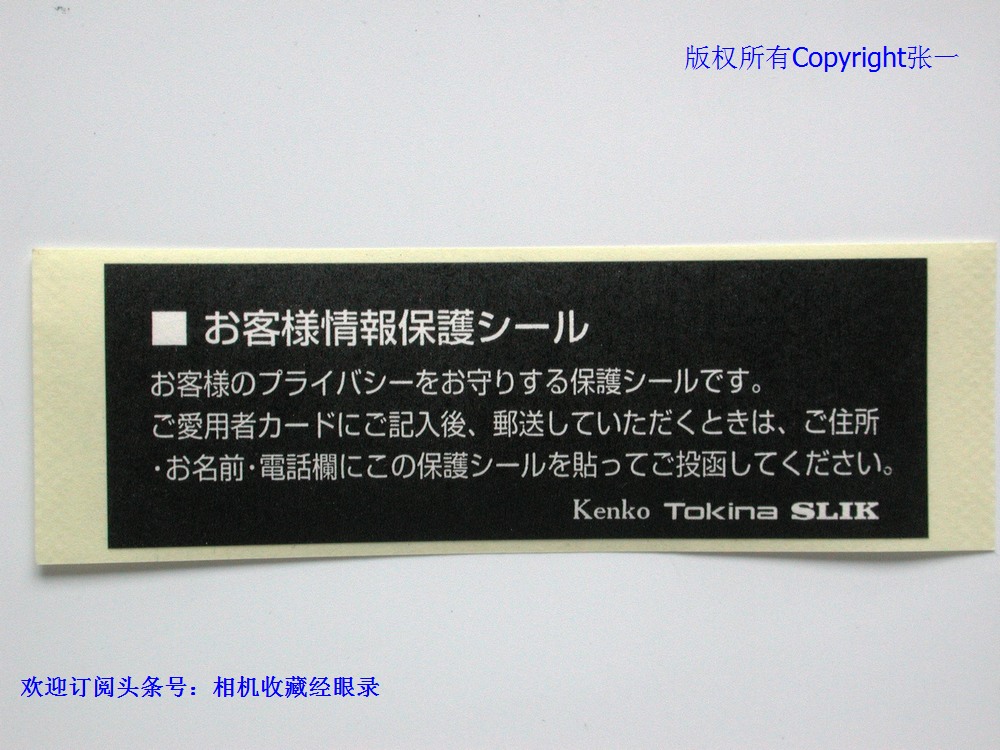 版权所有Copyright张一
■ お客様情報保護シール
お客様のプライバシーをお守りする保護シールです。
ご愛用者カードにご記入後、郵送していただくときは、ご住所
・お名前・電話欄にこの保護シールを貼ってご投函してください。
Kenko Tokina SLIK
欢迎订阅头条号：相机收藏经眼录